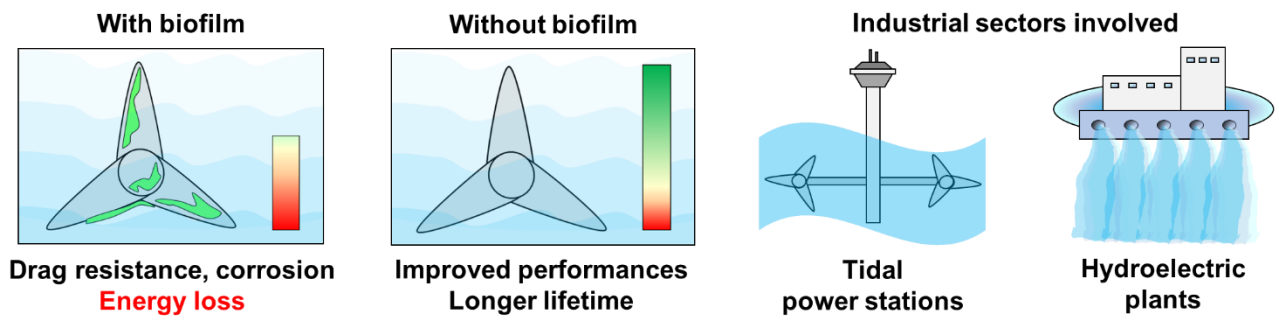 With biofilm
Without biofilm
Industrial sectors involved
Drag resistance, corrosion
Energy loss
Improved performances
Longer lifetime
Tidal
power stations
Hydroelectric
plants